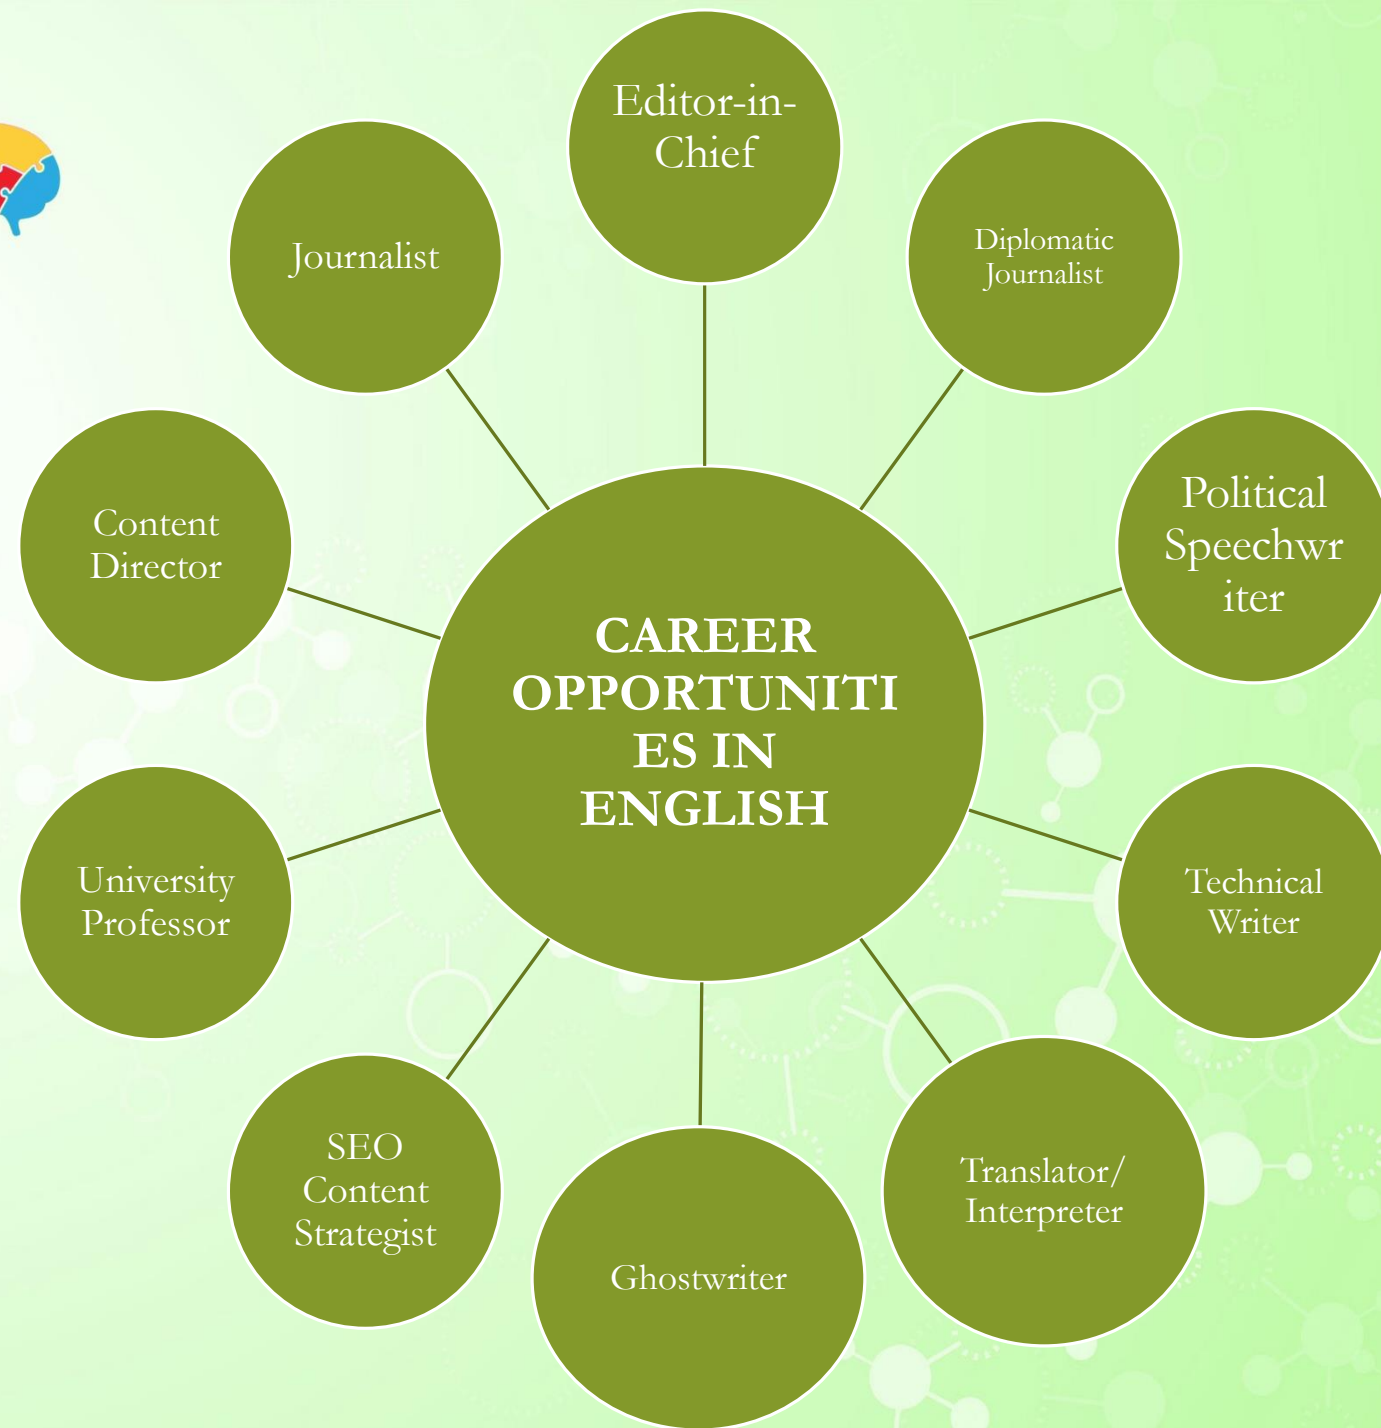 Editor-in-
Chief
Diplomatic
Journalist
Political
Speechwr
iter
Technical
Writer
Translator/
Interpreter
Ghostwriter
SEO
Content
Strategist
University
Professor
Content
Director
Journalist
CAREER
OPPORTUNITI
ES IN
ENGLISH